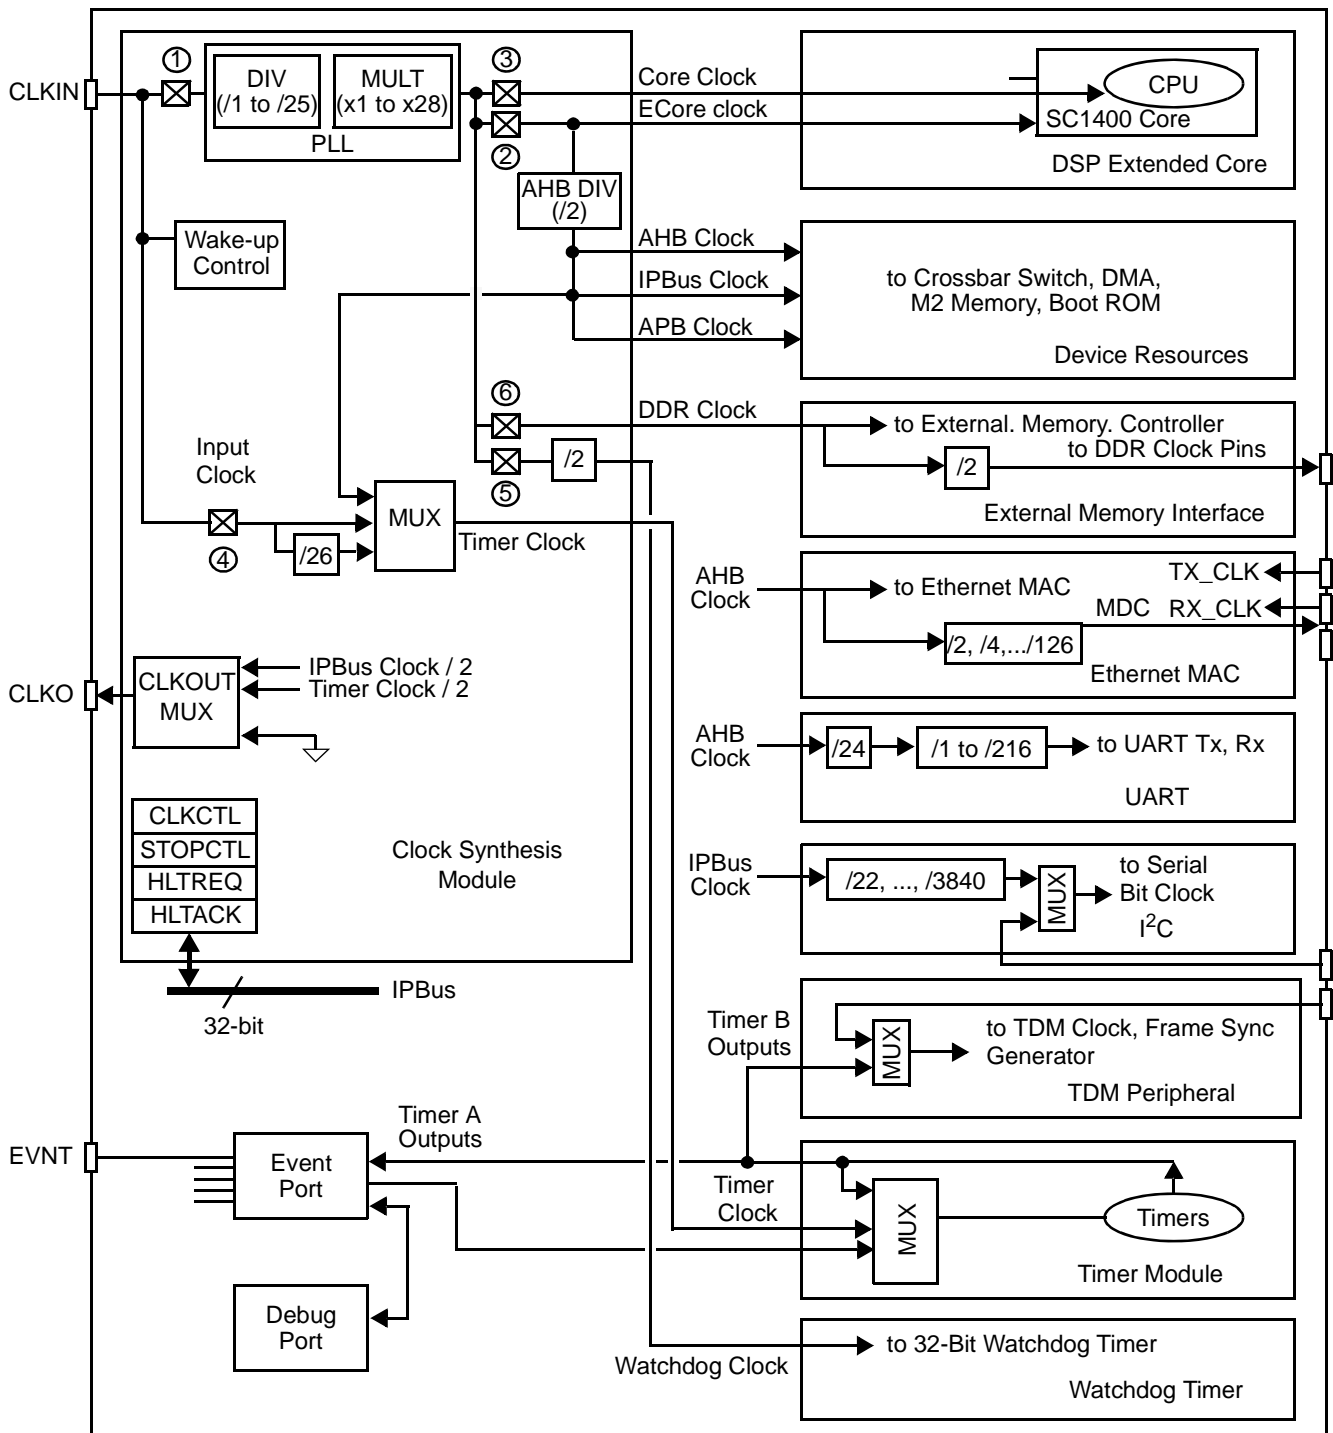 CLKIN
①
DIV
(/1 to /25)
MULT
(x1 to x28)
PLL
③
②
Core Clock
ECore clock
CPU
SC1400 Core
DSP Extended Core
AHB DIV
(/2)
Wake-up
Control
AHB Clock
IPBus Clock
APB Clock
to Crossbar Switch, DMA,
M2 Memory, Boot ROM
Device Resources
⑥
DDR Clock
to External. Memory. Controller
to DDR Clock Pins
/2
External Memory Interface
/2
⑤
Input
Clock
④
/26
MUX
Timer Clock
AHB
Clock
to Ethernet MAC
TX_CLK
MDC
RX_CLK
/2, /4,.../126
Ethernet MAC
CLKO
CLKOUT
MUX
IPBus Clock / 2
Timer Clock / 2
AHB
Clock
/24
/1 to /216
to UART Tx, Rx
UART
CLKCTL
STOPCTL
HLTREQ
HLTACK
Clock Synthesis
Module
IPBus
Clock
/22, ..., /3840
MUX
to Serial
Bit Clock
I2C
IPBus
32-bit
Timer B
Outputs
MUX
to TDM Clock, Frame Sync
Generator
TDM Peripheral
EVNT
Event
Port
Timer A
Outputs
Timer
Clock
MUX
Timers
Timer Module
Debug
Port
Watchdog Clock
to 32-Bit Watchdog Timer
Watchdog Timer